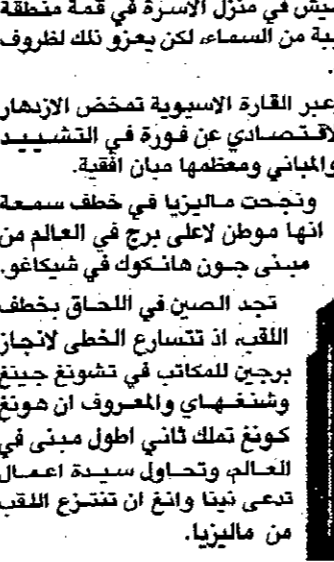 يش في منزل الاسرة في قمة منطقة
ية من السماء، لكن يعزو ذلك لظروف
.
عبر القارة الاسيوية تمخض الازدهار
لاقتصادي عن فورة في التشييد
والمباني ومعظمها مبان افقية.
ونجحت ماليزيا في خطف سمعة
انها موطن لاعلى برج في العالم من
مبنى جون هانكوك في شيكاغو.
تجد الصين في اللحاق بخطف
اللقب، اذ تتسارع الخطى لانجاز
برجين للمكاتب في تشونغ جينغ
وشنغهاي والمعروف ان هونغ
كونغ تملك ثاني اطول مبنى في
العالم، وتحاول سيدة اعمال
تدعى نينا وانغ ان تنتزع اللقب
من ماليزيا.